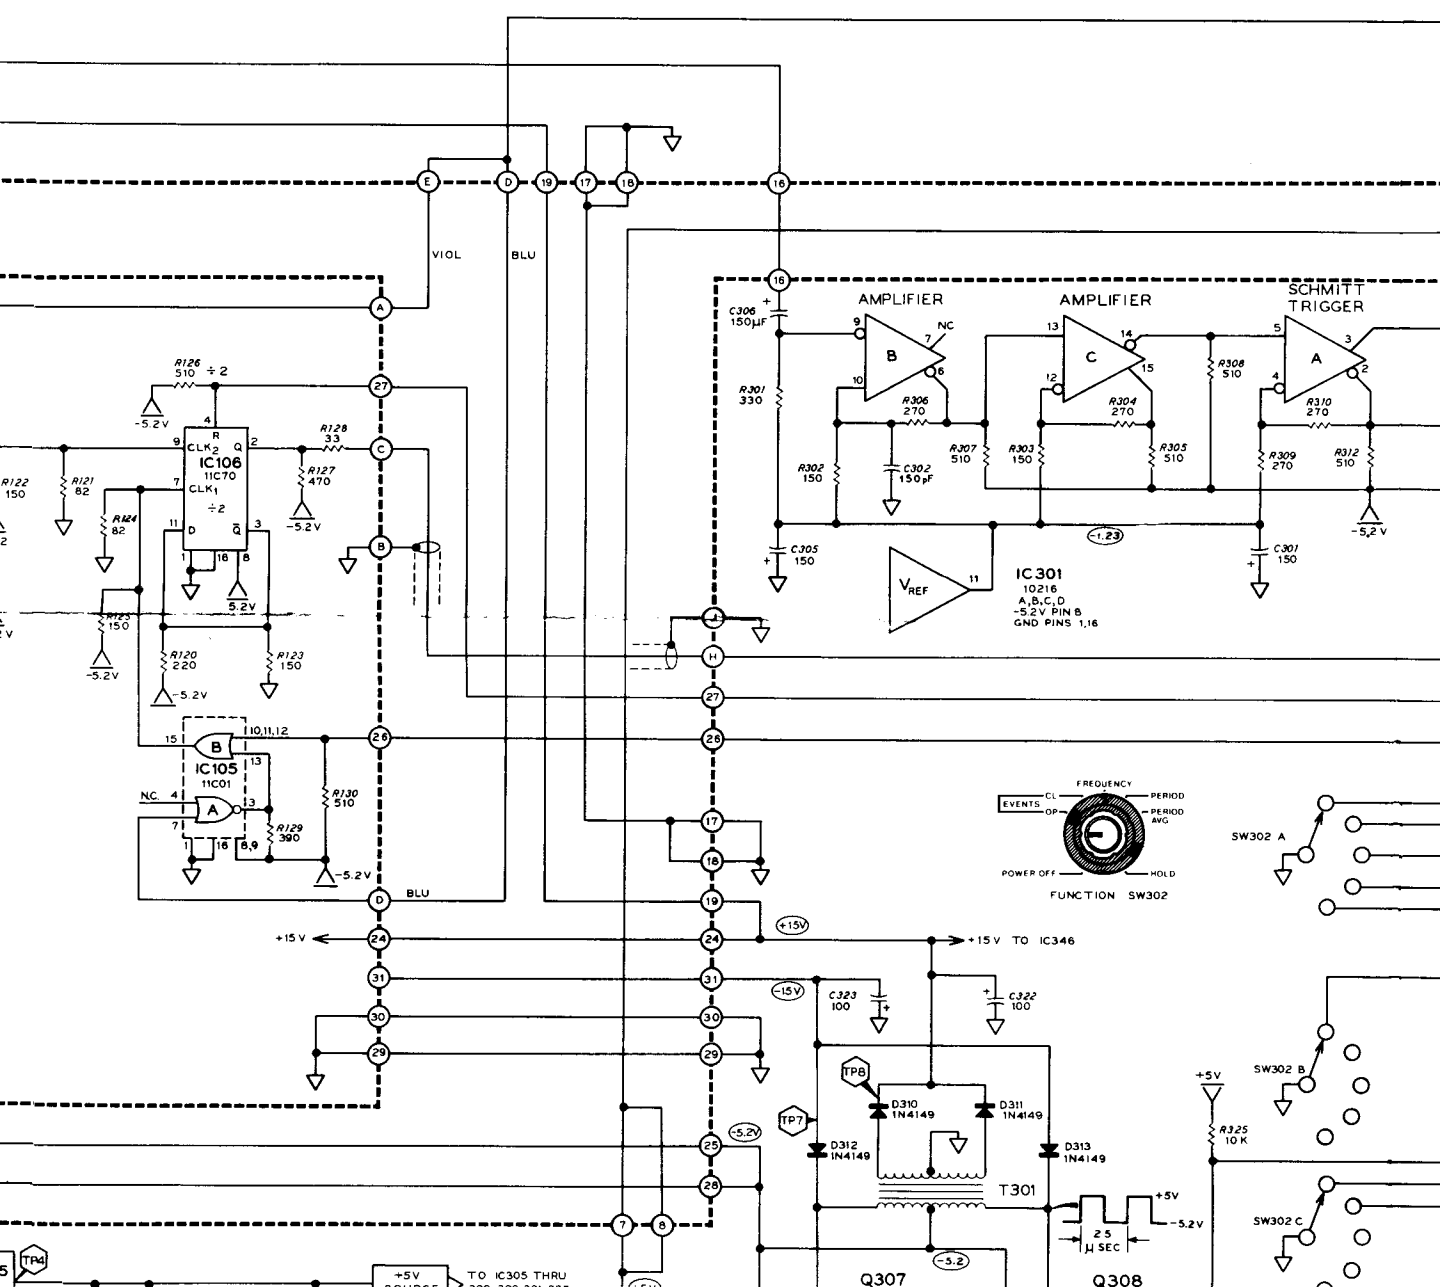 E
D
19
17
18
16
VIOL
BLU
A
16
SCHMITT
TRIGGER
AMPLIFIER
AMPLIFIER
C306
150μF
+
9
7
NC
B
10
6
13
14
C
12
15
5
3
A
4
2
R308
510
R126
510
÷2
27
-5.2V
4
R301
330
R306
270
R304
270
R310
270
R128
33
C
9
R
CLK2
Q
2
IC106
11C70
7
CLK1
÷2
11
D
Q̅
3
1
16
8
R122
150
R121
82
R124
82
R127
470
-5.2V
R302
150
C302
150pF
R307
510
R303
150
R305
510
R309
270
R312
510
-5.2V
B
-1.23
C305
150
+
C301
150
+
VREF
11
IC301
10216
A,B,C,D
-5.2V PIN 8
GND PINS 1,16
5.2V
R125
150
-5.2V
J
H
R120
220
R123
150
-5.2V
27
10,11,12
26
26
15
B
13
IC105
11C01
N.C.
4
A
3
7
1
16
8,9
R130
510
R129
390
-5.2V
17
18
FREQUENCY
CL
PERIOD
EVENTS
OP
PERIOD
AVG
POWER OFF
HOLD
FUNCTION SW302
SW302 A
D
BLU
19
+15V
+15V
24
24
+15V TO IC346
31
31
-15V
C323
100
+
C322
100
+
30
30
29
29
TP8
D310
1N4149
D311
1N4149
TP7
D312
1N4149
D313
1N4149
+5V
SW302 B
R325
10K
25
-5.2V
28
T301
+5V
-5.2V
25
μ SEC
SW302 C
7
8
-5.2
TP4
5
+5V
SOURCE
TO IC305 THRU
Q307
Q308